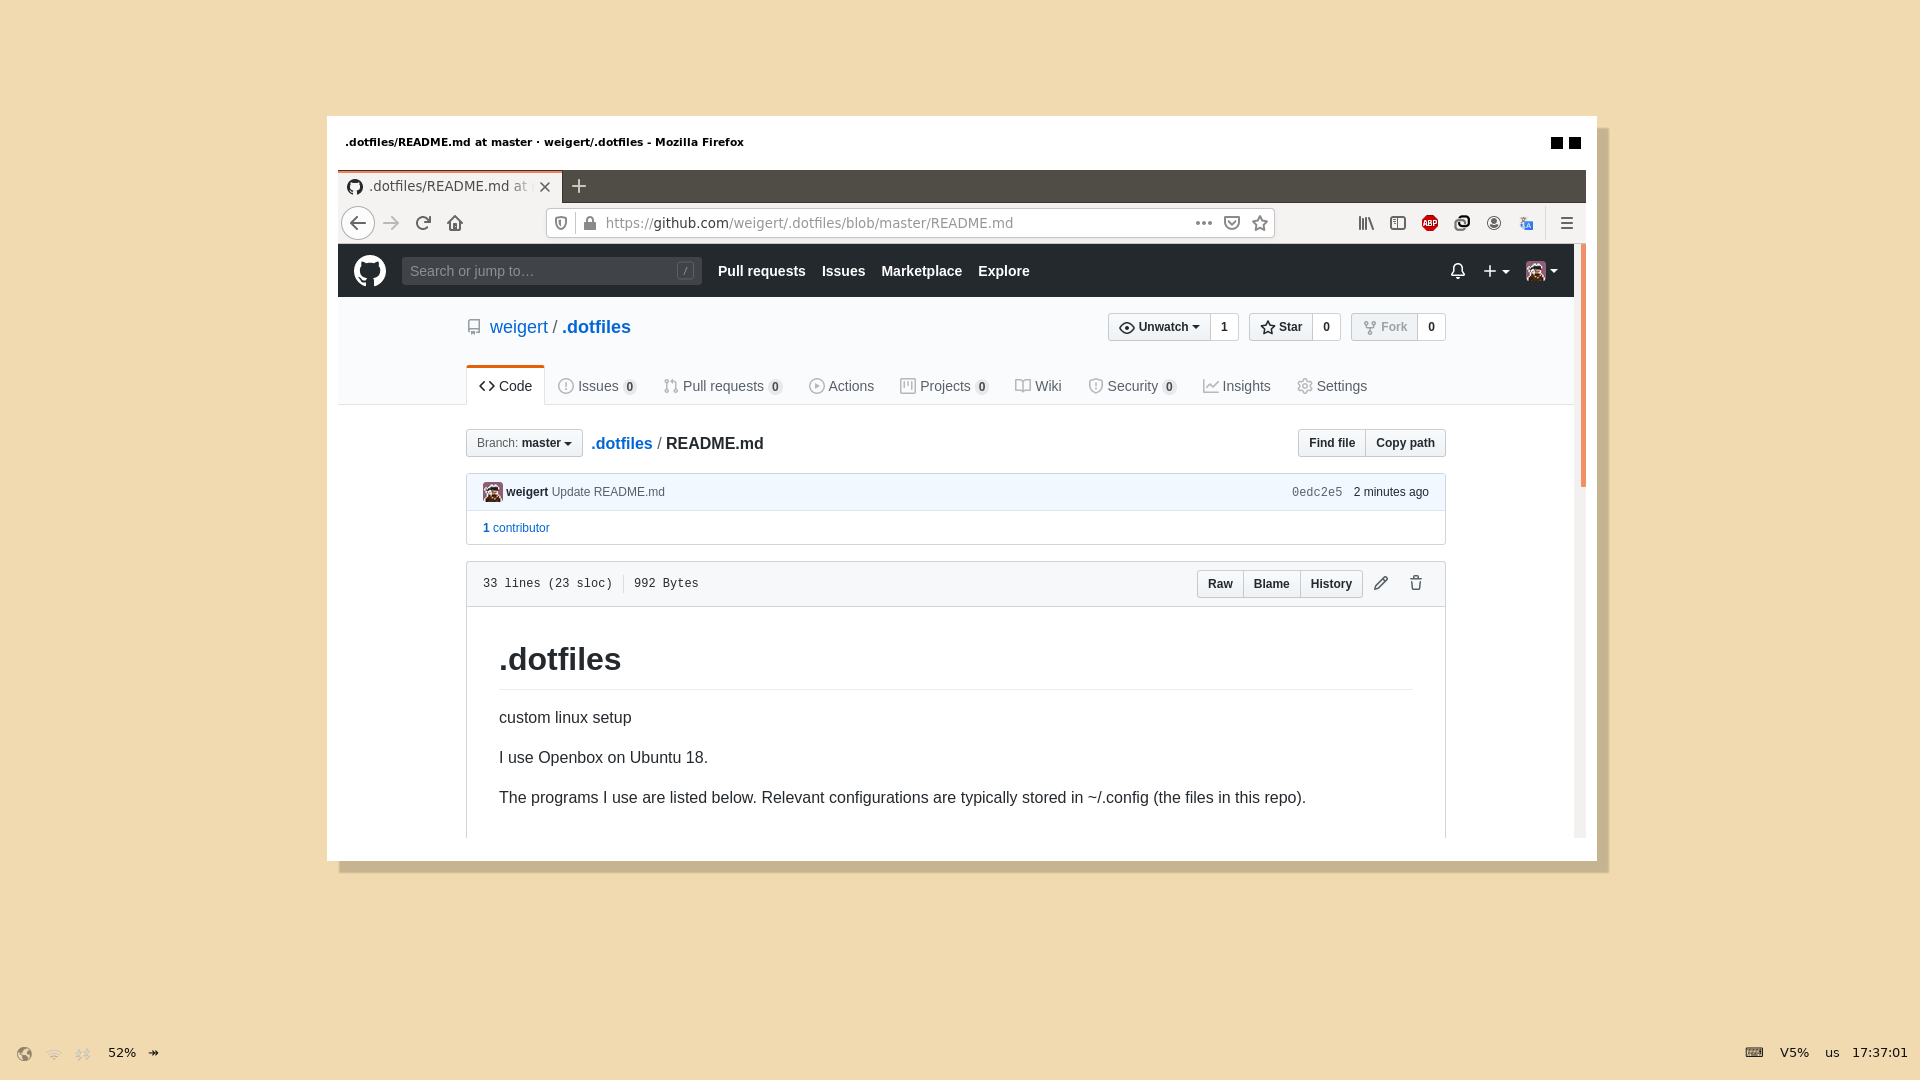 .dotfiles/README.md at master · weigert/.dotfiles - Mozilla Firefox
.dotfiles/README.md at
https://github.com/weigert/.dotfiles/blob/master/README.md
ABP
Search or jump to… /
Pull requests Issues Marketplace Explore
weigert / .dotfiles
Unwatch 1 Star 0 Fork 0
Code Issues 0 Pull requests 0 Actions Projects 0 Wiki Security 0 Insights Settings
Branch: master .dotfiles / README.md Find file Copy path
weigert Update README.md 0edc2e5 2 minutes ago
1 contributor
33 lines (23 sloc) 992 Bytes Raw Blame History
.dotfiles
custom linux setup
I use Openbox on Ubuntu 18.
The programs I use are listed below. Relevant configurations are typically stored in ~/.config (the files in this repo).
52% ↠ V5% us 17:37:01